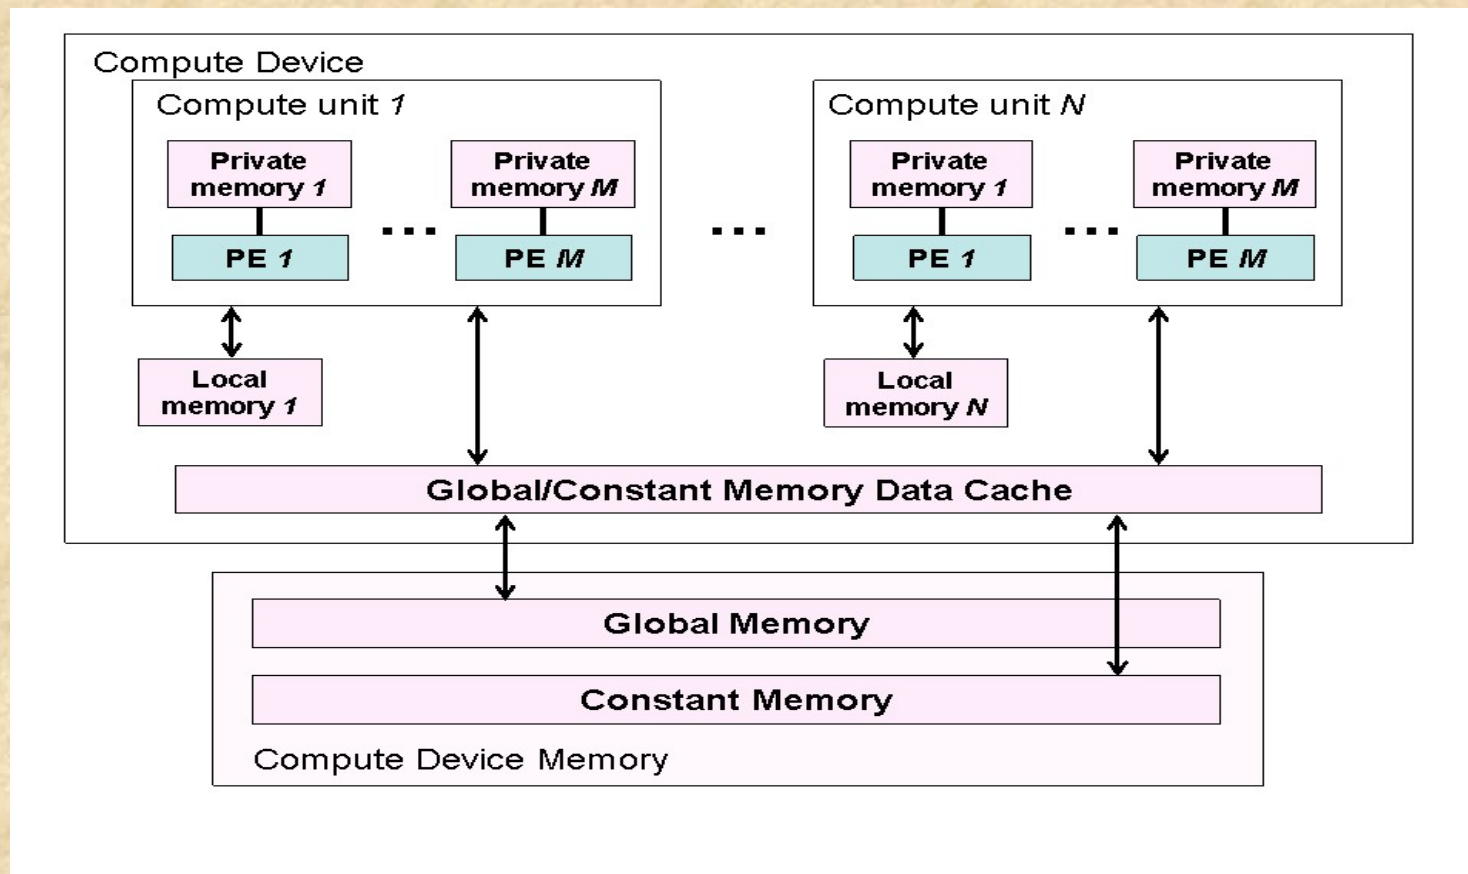 Compute Device
Compute unit 1
Compute unit N
Private
memory 1
Private
memory M
Private
memory 1
Private
memory M
...
...
...
PE 1
PE M
PE 1
PE M
Local
memory 1
Local
memory N
Global/Constant Memory Data Cache
Global Memory
Constant Memory
Compute Device Memory